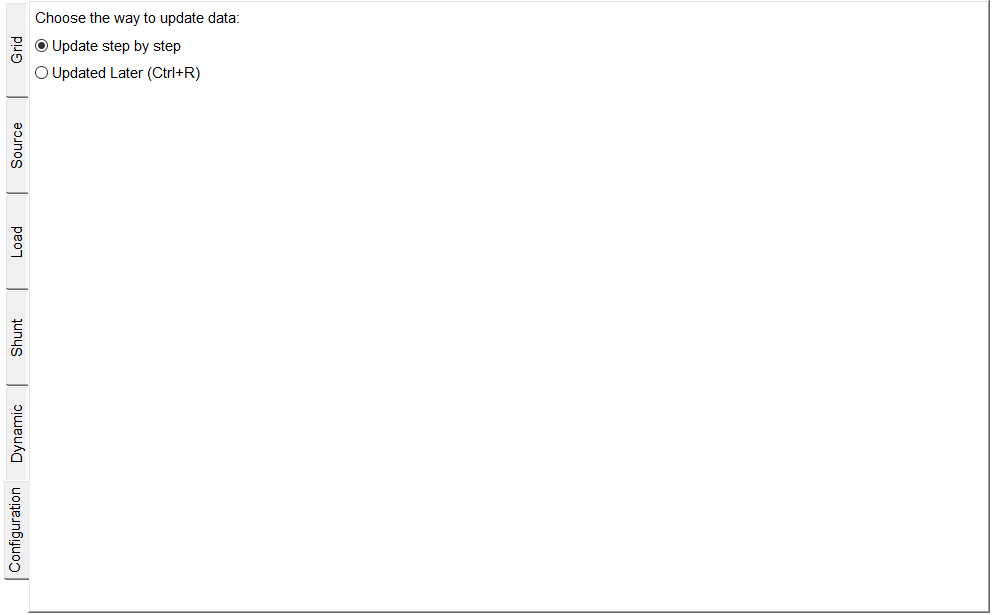 Choose the way to update data:
Update step by step
Updated Later (Ctrl+R)
Grid
Source
Load
Shunt
Dynamic
Configuration